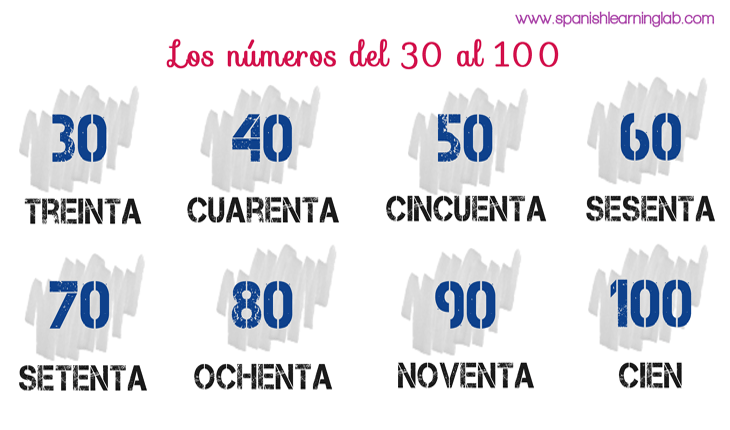 www.spanishlearninglab.com
Los números del 30 al 100
30 40 50 60
TREINTA CUARENTA CINCUENTA SESENTA
70 80 90 100
SETENTA OCHENTA NOVENTA CIEN